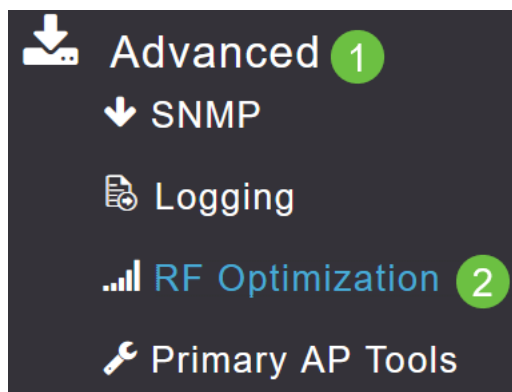 Advanced 1
SNMP
Logging
RF Optimization 2
Primary AP Tools